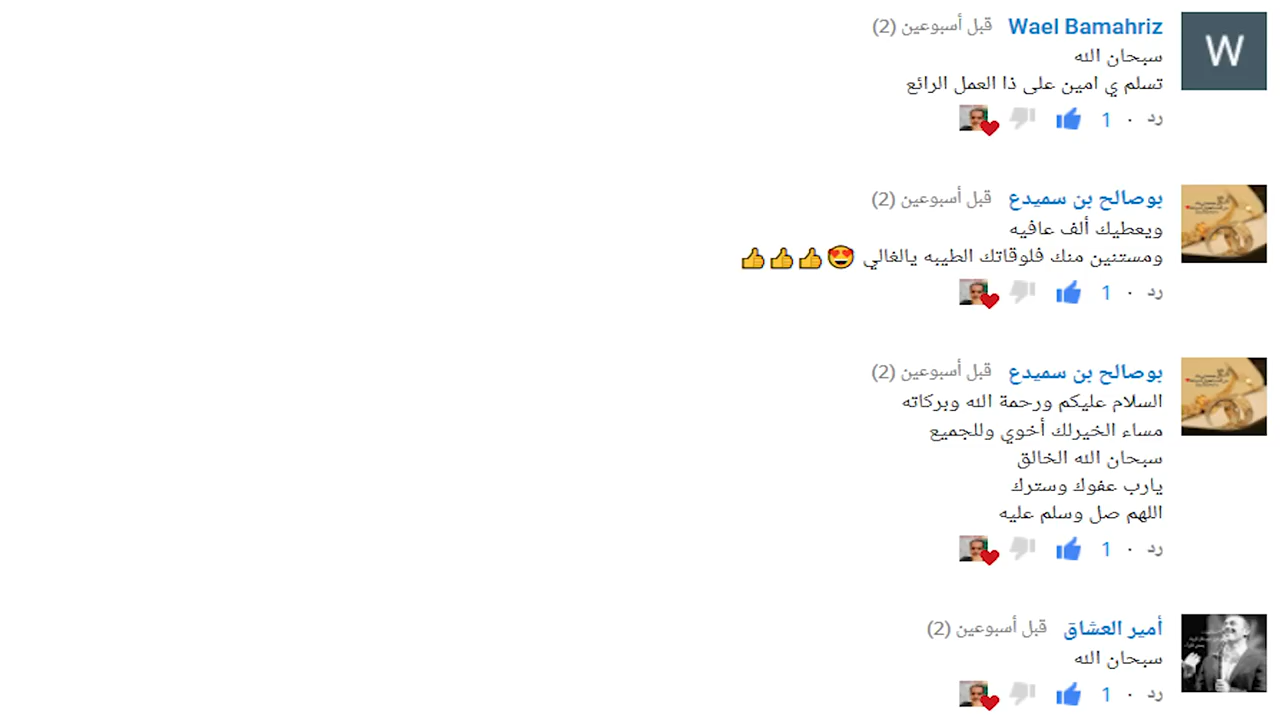 Wael Bamahriz قبل أسبوعين (2)
W
سبحان الله
تسلم ي امين على ذا العمل الرائع
رد · 1
بوصالح بن سميدع قبل أسبوعين (2)
ويعطيك ألف عافيه
ومستنين منك فلوقاتك الطيبه يالغالي 😍👍👍👍
رد · 1
بوصالح بن سميدع قبل أسبوعين (2)
السلام عليكم ورحمة الله وبركاته
مساء الخيرلك أخوي وللجميع
سبحان الله الخالق
يارب عفوك وسترك
اللهم صل وسلم عليه
رد · 1
أمير العشاق قبل أسبوعين (2)
سبحان الله
رد · 1